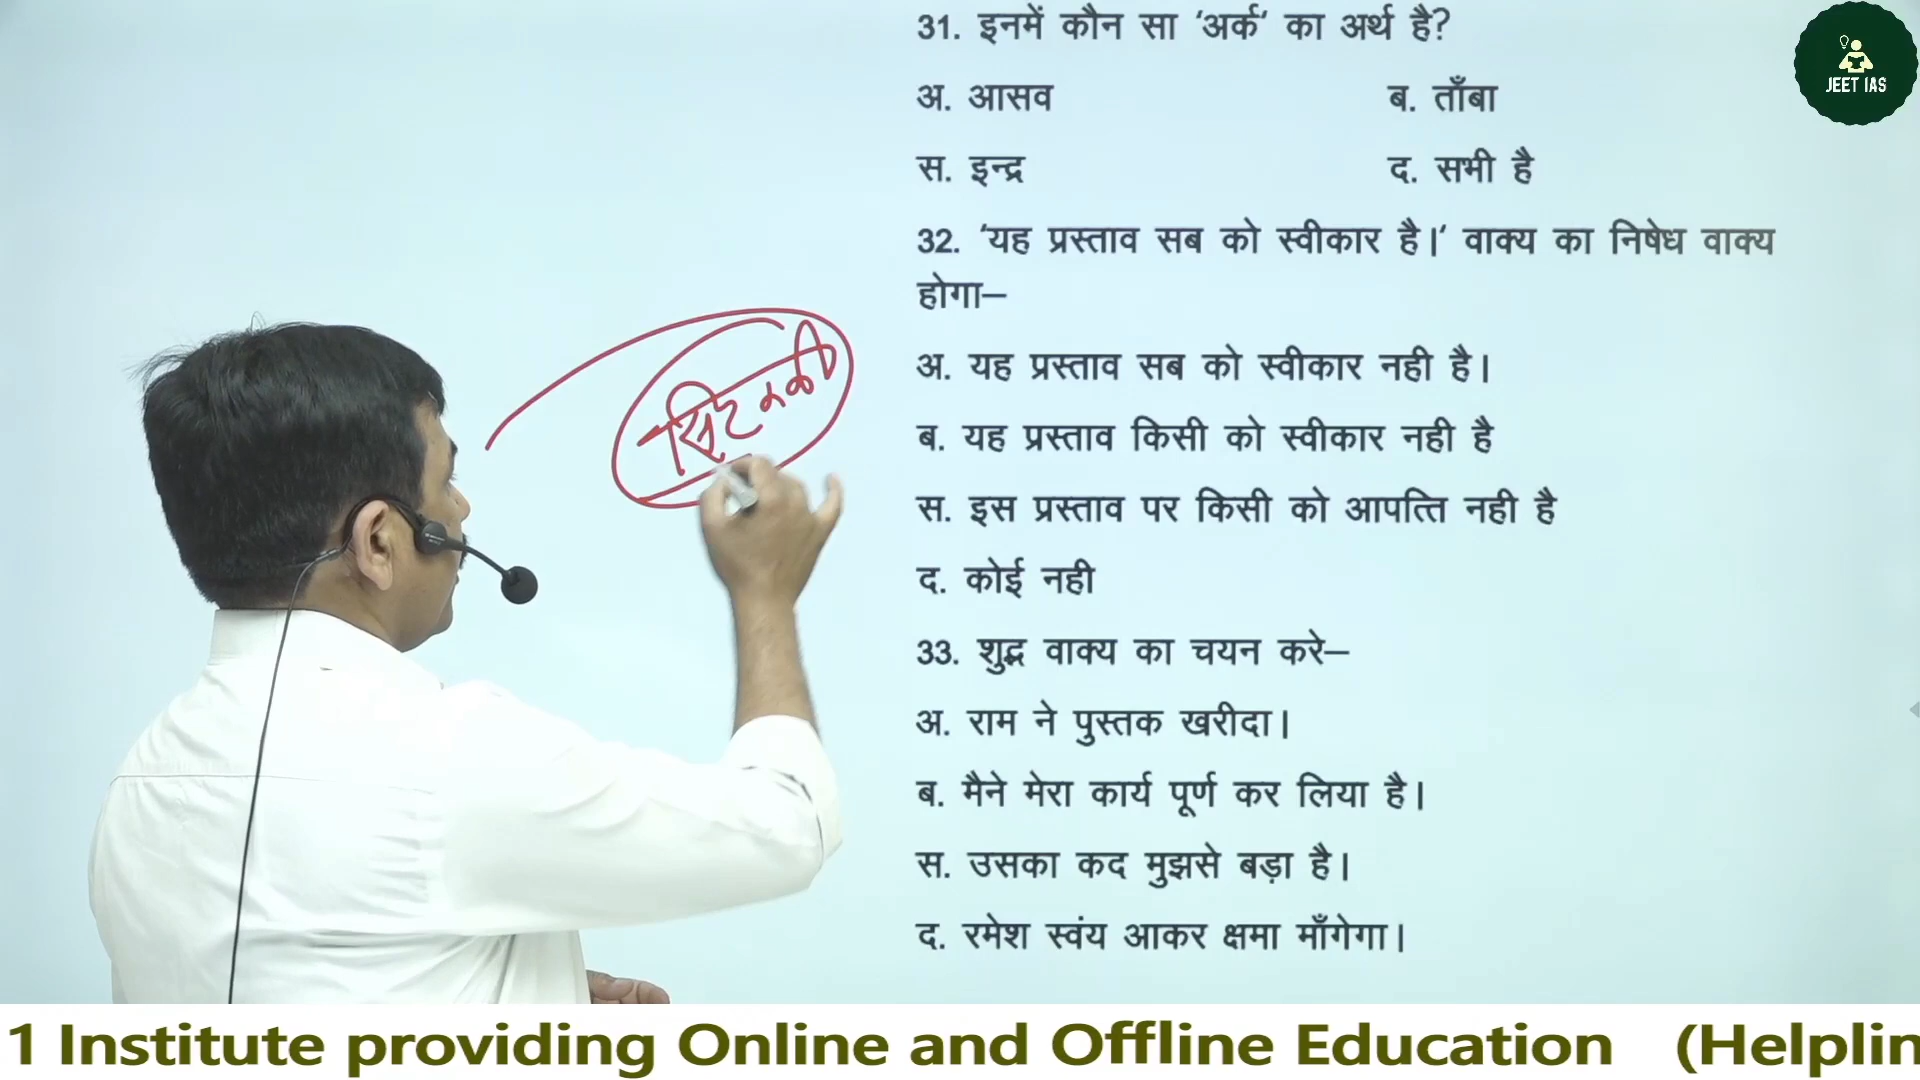 31. इनमें कौन सा ‘अर्क’ का अर्थ है?
अ. आसव ब. ताँबा
स. इन्द्र द. सभी है
32. ‘यह प्रस्ताव सब को स्वीकार है।’ वाक्य का निषेध वाक्य
होगा–
अ. यह प्रस्ताव सब को स्वीकार नही है।
ब. यह प्रस्ताव किसी को स्वीकार नही है
स. इस प्रस्ताव पर किसी को आपत्ति नही है
द. कोई नही
33. शुद्ध वाक्य का चयन करे–
अ. राम ने पुस्तक खरीदा।
ब. मैने मेरा कार्य पूर्ण कर लिया है।
स. उसका कद मुझसे बड़ा है।
द. रमेश स्वंय आकर क्षमा माँगेगा।
JEET IAS
1 Institute providing Online and Offline Education (Helplin